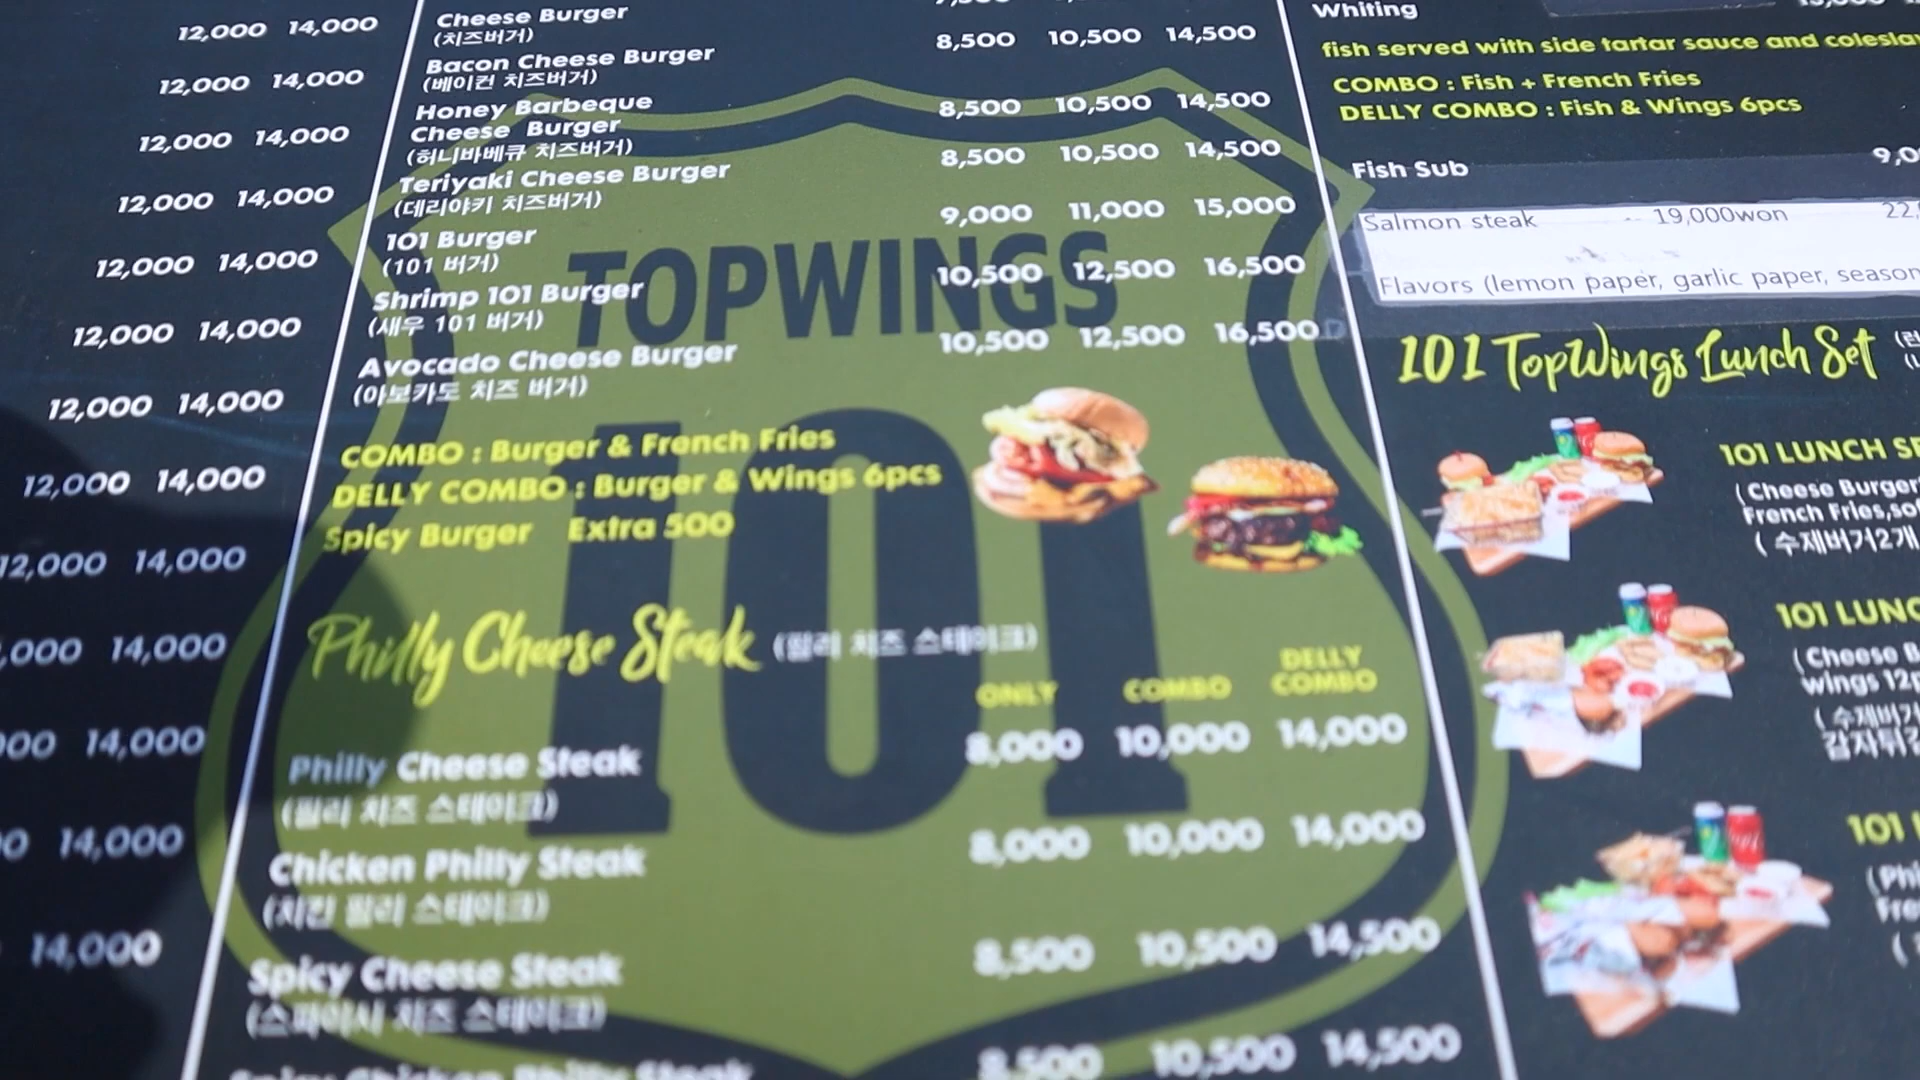 12,000 14,000
12,000 14,000
12,000 14,000
12,000 14,000
12,000 14,000
12,000 14,000
12,000 14,000
12,000 14,000
12,000 14,000
,000 14,000
000 14,000
0 14,000
14,000
Cheese Burger
(치즈버거)
8,500 10,500 14,500
Bacon Cheese Burger
(베이컨 치즈버거)
8,500 10,500 14,500
Honey Barbeque
Cheese Burger
(허니바베큐 치즈버거)
8,500 10,500 14,500
Teriyaki Cheese Burger
(데리야키 치즈버거)
9,000 11,000 15,000
101 Burger
(101 버거)
10,500 12,500 16,500
Shrimp 101 Burger
(새우 101 버거)
10,500 12,500 16,500
Avocado Cheese Burger
(아보카도 치즈 버거)
TOPWINGS
101
COMBO : Burger & French Fries
DELLY COMBO : Burger & Wings 6pcs
Spicy Burger Extra 500
Philly Cheese Steak (필리 치즈 스테이크)
ONLY COMBO DELLY COMBO
Philly Cheese Steak 8,000 10,000 14,000
(필리 치즈 스테이크)
Chicken Philly Steak 8,000 10,000 14,000
(치킨 필리 스테이크)
Spicy Cheese Steak 8,500 10,500 14,500
(스파이시 치즈 스테이크)
Spicy Chicken Philly Steak 8,500 10,500 14,500
Whiting
fish served with side tartar sauce and coleslaw
COMBO : Fish + French Fries
DELLY COMBO : Fish & Wings 6pcs
Fish Sub 9,0
Salmon steak 19,000won 22,
Flavors (lemon paper, garlic paper, season
101 TopWings Lunch Set (런
101 LUNCH SE
(Cheese Burger
French Fries,sof
( 수제버거2개
101 LUNC
(Cheese B
wings 12p
( 수제버거
감자튀김
101
(Phi
Fre